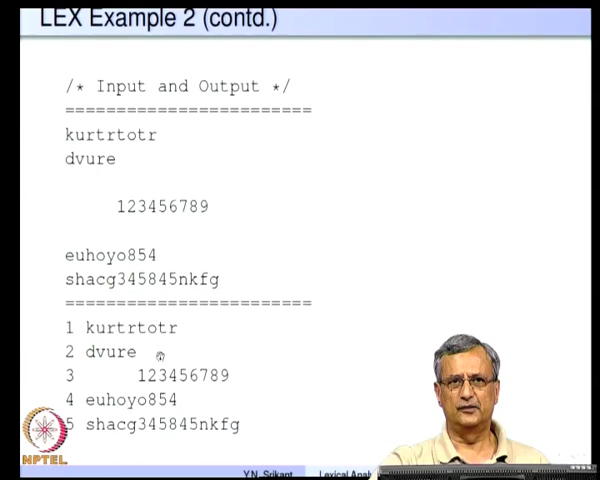 LEX Example 2 (contd.)
/* Input and Output */
========================
kurtrtotr
dvure
123456789
euhoyo854
shacg345845nkfg
========================
1 kurtrtotr
2 dvure
3 123456789
4 euhoyo854
5 shacg345845nkfg
NPTEL
Y.N. Srikant Lexical